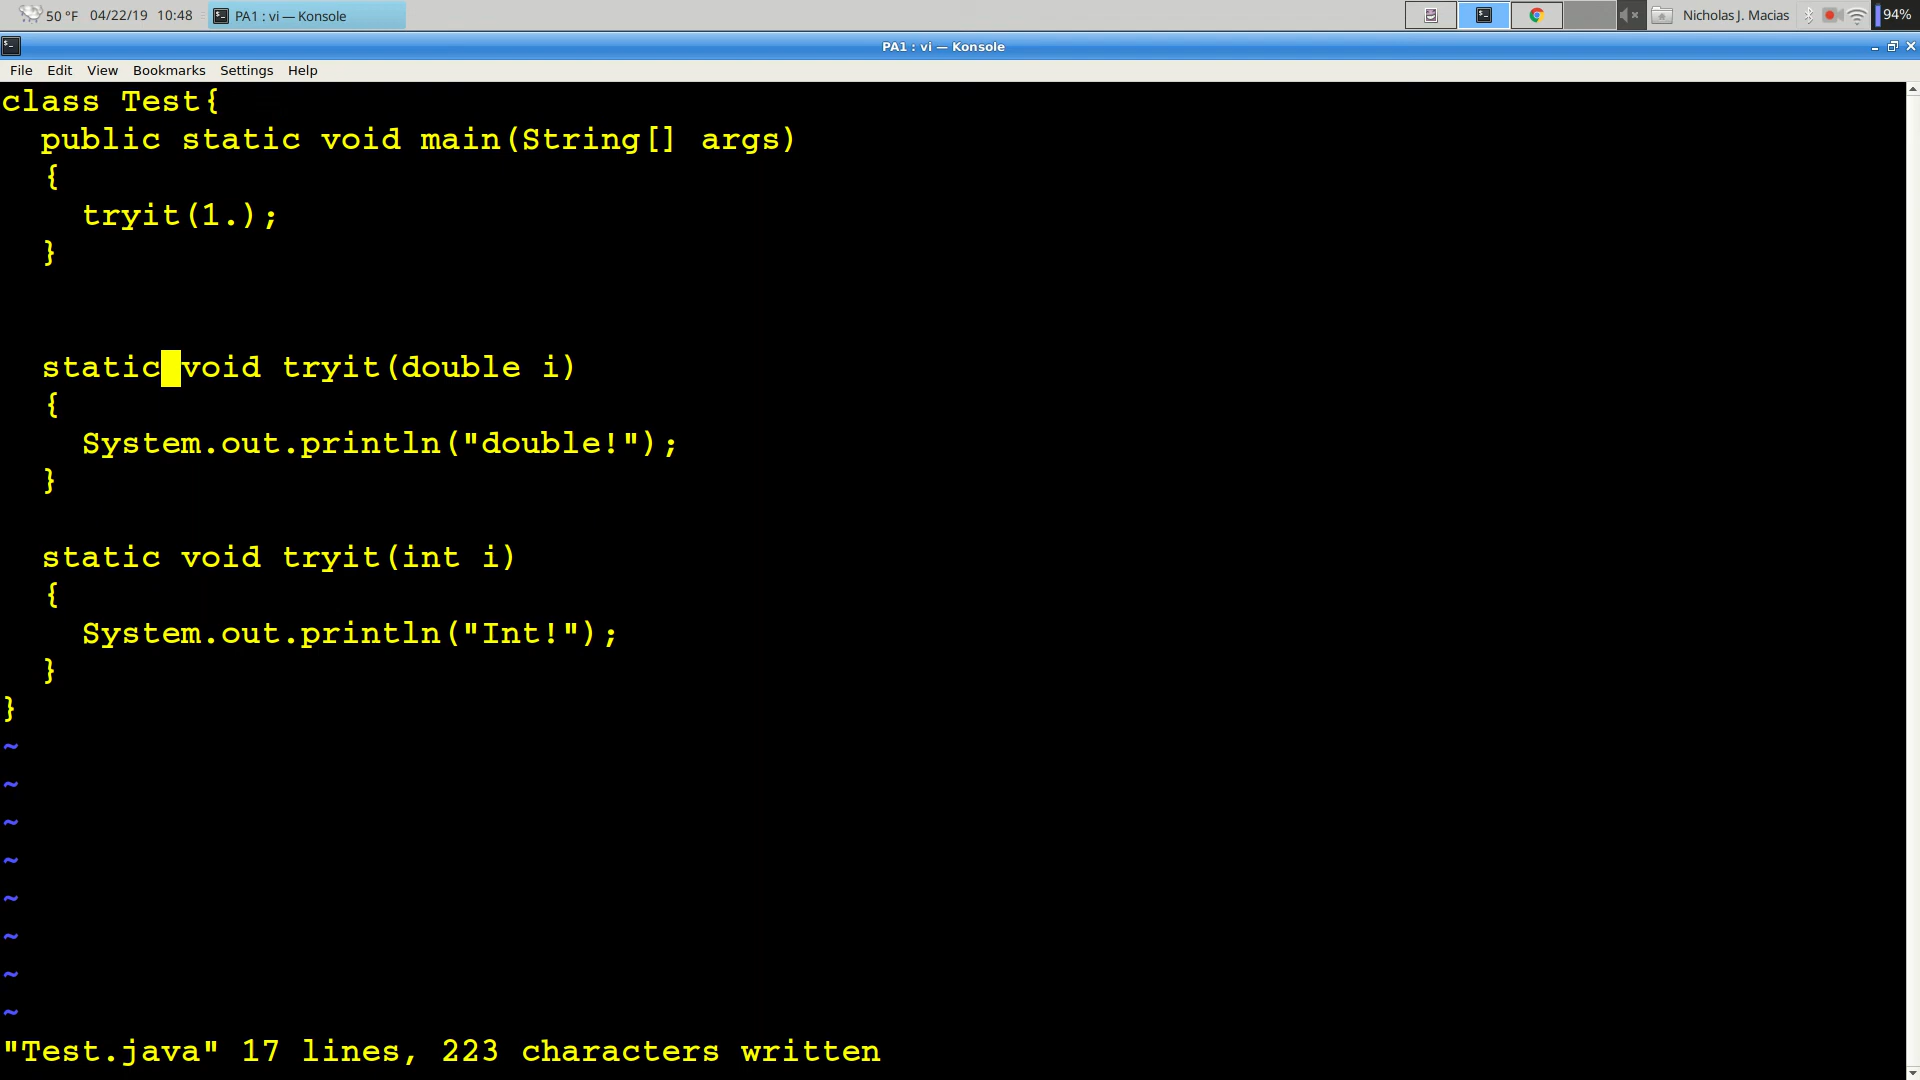 50 °F 04/22/19 10:48 PA1 : vi — Konsole Nicholas J. Macias 94%
PA1 : vi — Konsole
File Edit View Bookmarks Settings Help
class Test{
  public static void main(String[] args)
  {
    tryit(1.);
  }
  static void tryit(double i)
  {
    System.out.println("double!");
  }
  static void tryit(int i)
  {
    System.out.println("Int!");
  }
}
~
~
~
~
~
~
~
~
"Test.java" 17 lines, 223 characters written